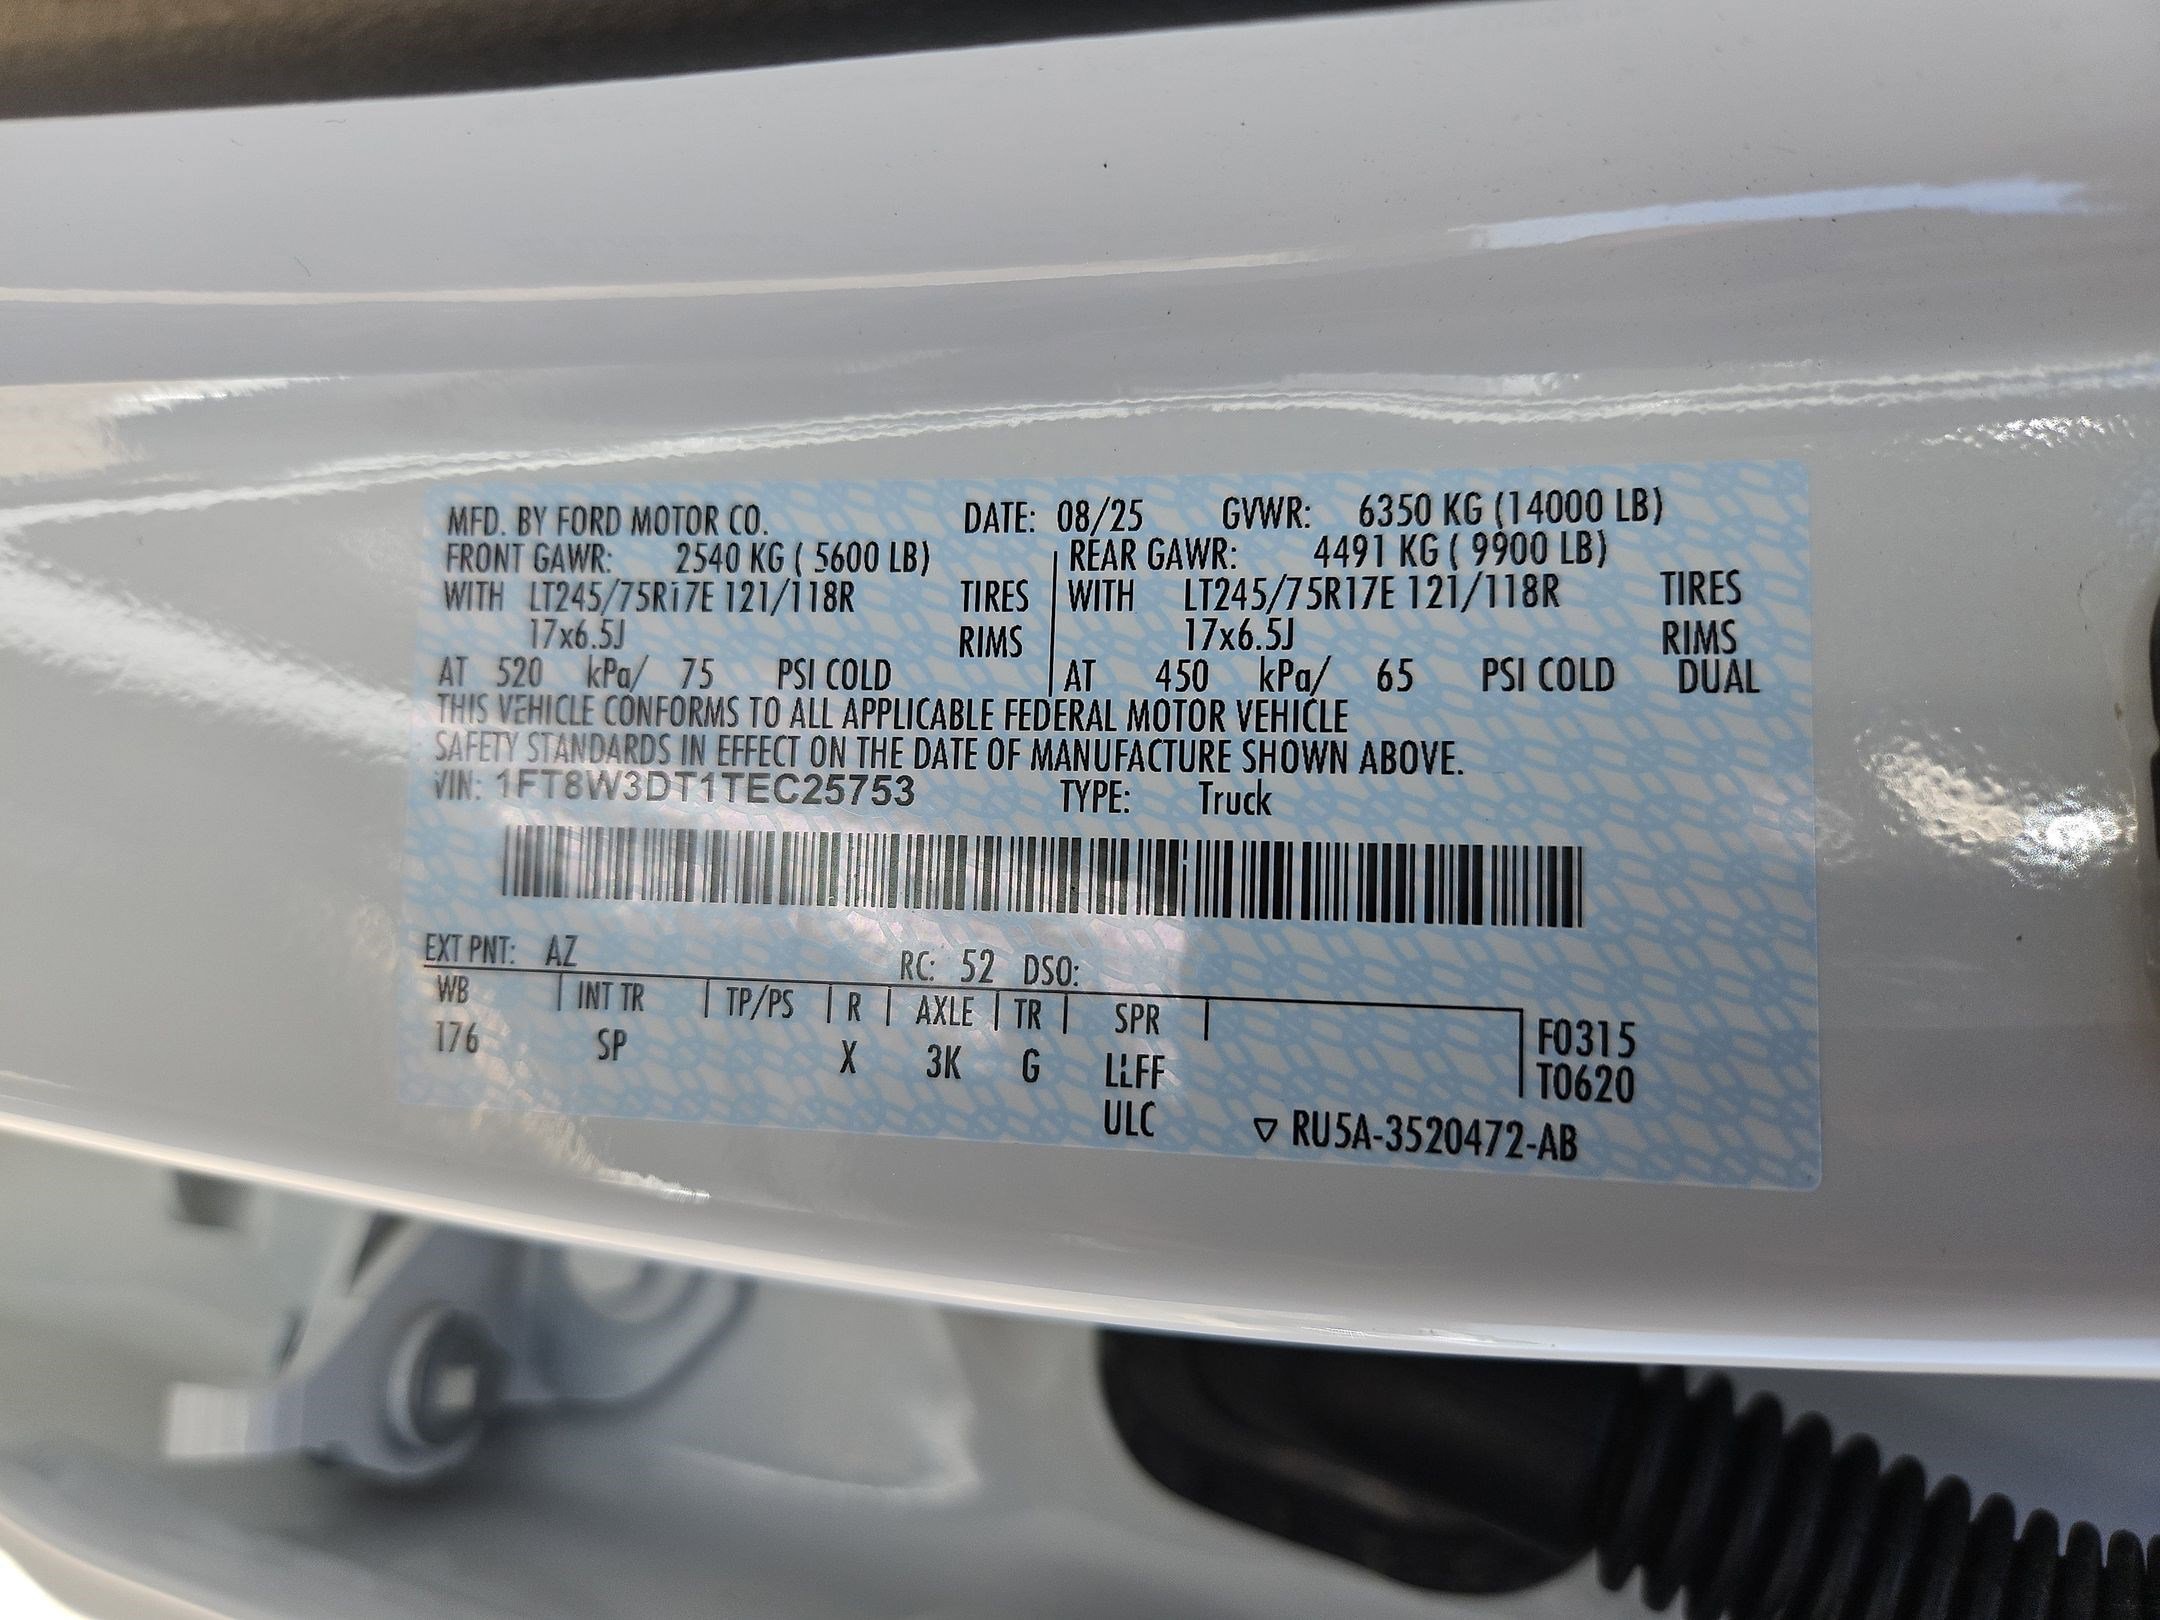 MFD. BY FORD MOTOR CO. DATE: 08/25 GVWR: 6350 KG (14000 LB)
FRONT GAWR: 2540 KG ( 5600 LB) REAR GAWR: 4491 KG ( 9900 LB)
WITH LT245/75R17E 121/118R TIRES WITH LT245/75R17E 121/118R TIRES
17x6.5J RIMS 17x6.5J RIMS
AT 520 kPa/ 75 PSI COLD AT 450 kPa/ 65 PSI COLD DUAL
THIS VEHICLE CONFORMS TO ALL APPLICABLE FEDERAL MOTOR VEHICLE
SAFETY STANDARDS IN EFFECT ON THE DATE OF MANUFACTURE SHOWN ABOVE.
VIN: 1FT8W3DT1TEC25753 TYPE: Truck
EXT PNT: AZ RC: 52 DSO:
WB INT TR TP/PS R AXLE TR SPR F0315
176 SP X 3K G LLFF T0620
ULC ▽ RU5A-3520472-AB